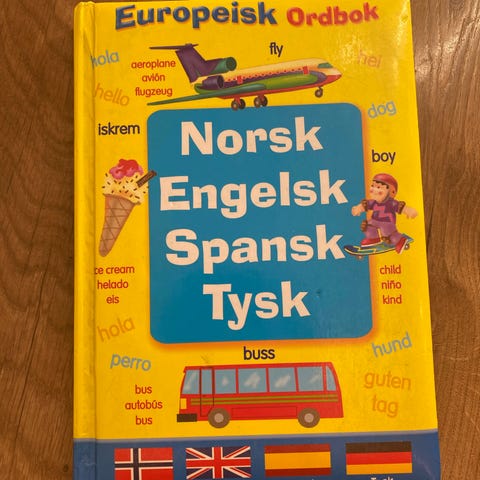 Europeisk Ordbok
hola
aeroplane
avión
flugzeug
fly
hei
hello
dog
iskrem
boy
Norsk
Engelsk
Spansk
Tysk
ice cream
helado
eis
child
niño
kind
hola
perro
buss
hund
guten
tag
bus
autobús
bus
Tysk